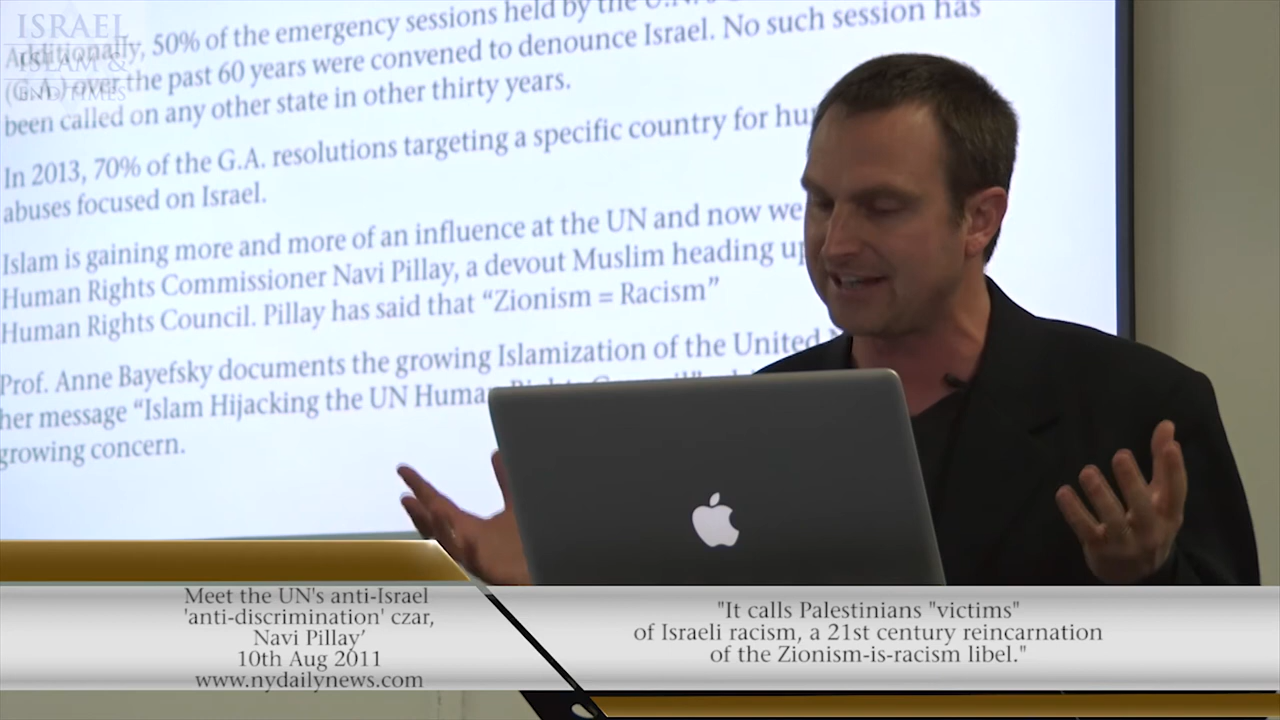 ISRAEL
ISLAM &
END TIMES
Additionally, 50% of the emergency sessions held by the U.N.'s
(G.A.) over the past 60 years were convened to denounce Israel. No such session has
been called on any other state in other thirty years.
In 2013, 70% of the G.A. resolutions targeting a specific country for
abuses focused on Israel.
Islam is gaining more and more of an influence at the UN and now we
Human Rights Commissioner Navi Pillay, a devout Muslim heading up
Human Rights Council. Pillay has said that “Zionism = Racism”
Prof. Anne Bayefsky documents the growing Islamization of the United
her message “Islam Hijacking the UN Human Rights Council”
growing concern.
Meet the UN's anti-Israel
'anti-discrimination' czar,
Navi Pillay’
10th Aug 2011
www.nydailynews.com
"It calls Palestinians "victims"
of Israeli racism, a 21st century reincarnation
of the Zionism-is-racism libel."